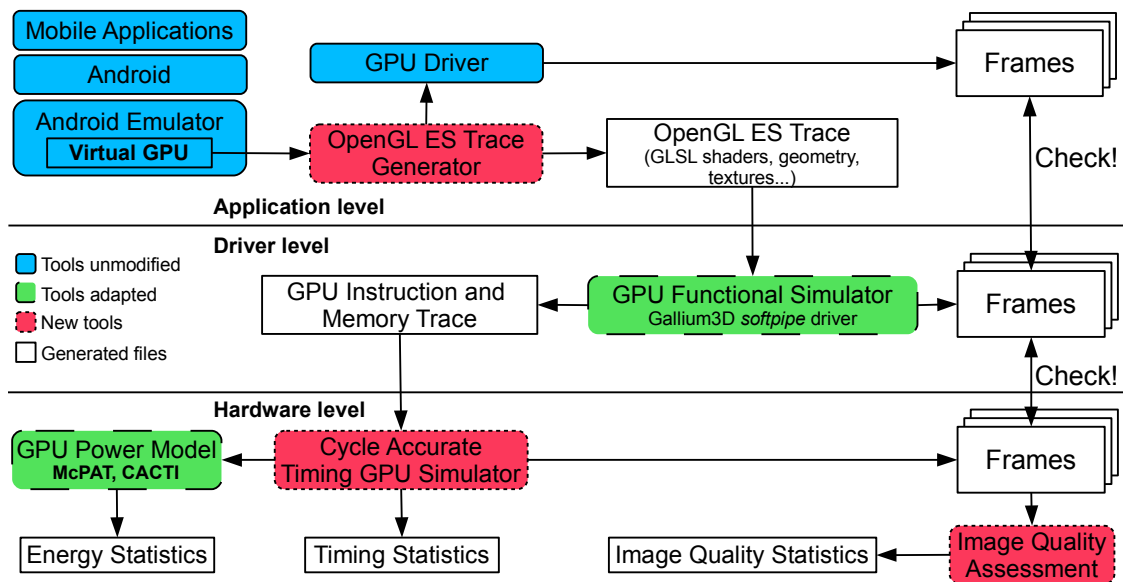 Mobile Applications
Android
Android Emulator
Virtual GPU
GPU Driver
OpenGL ES Trace
Generator
OpenGL ES Trace
(GLSL shaders, geometry,
textures...)
Frames
Check!
Application level
Driver level
Tools unmodified
Tools adapted
New tools
Generated files
GPU Instruction and
Memory Trace
GPU Functional Simulator
Gallium3D softpipe driver
Frames
Check!
Hardware level
GPU Power Model
McPAT, CACTI
Cycle Accurate
Timing GPU Simulator
Frames
Energy Statistics
Timing Statistics
Image Quality Statistics
Image Quality
Assessment